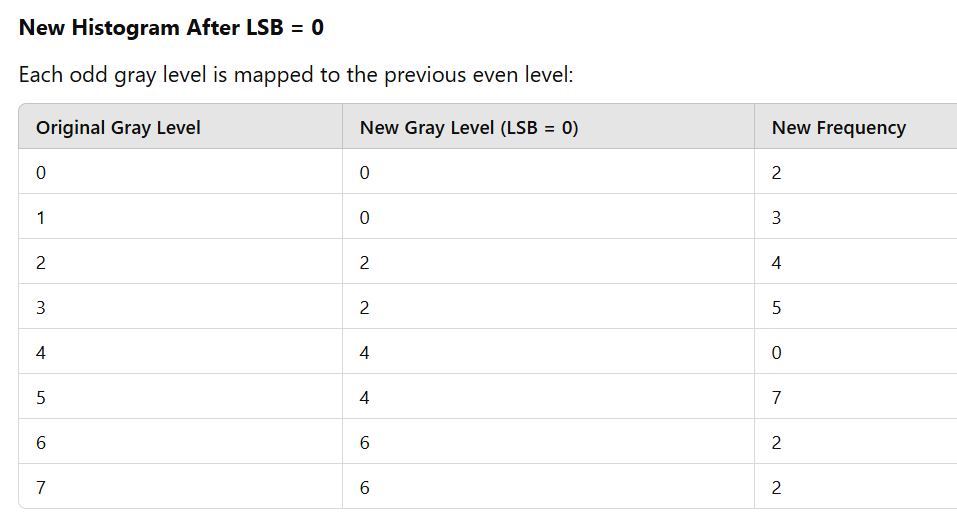 New Histogram After LSB = 0
Each odd gray level is mapped to the previous even level:
Original Gray Level New Gray Level (LSB = 0) New Frequency
0 0 2
1 0 3
2 2 4
3 2 5
4 4 0
5 4 7
6 6 2
7 6 2